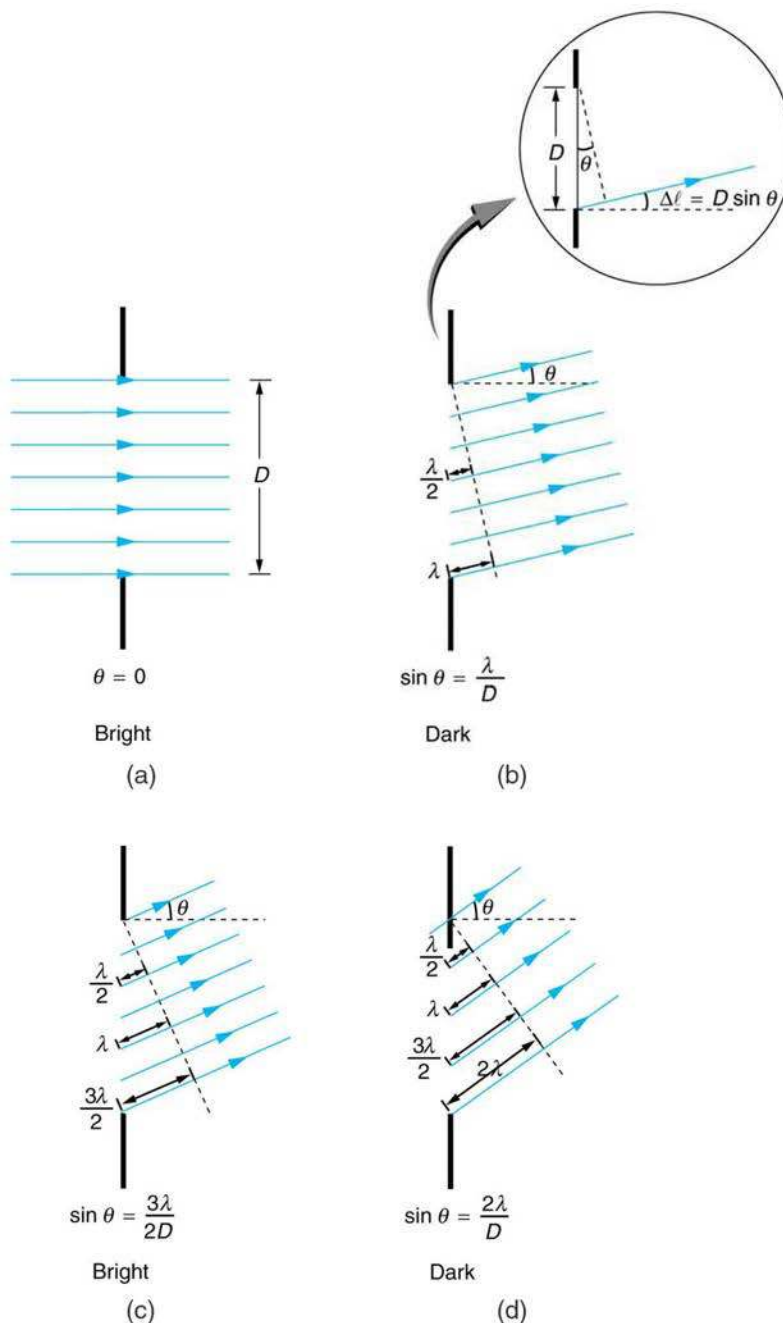 D
θ
Δℓ = D sin θ
D
θ = 0
Bright
(a)
θ
λ/2
λ
sin θ = λ/D
Dark
(b)
θ
λ/2
λ
3λ/2
sin θ = 3λ/2D
Bright
(c)
θ
λ/2
λ
3λ/2
2λ
sin θ = 2λ/D
Dark
(d)